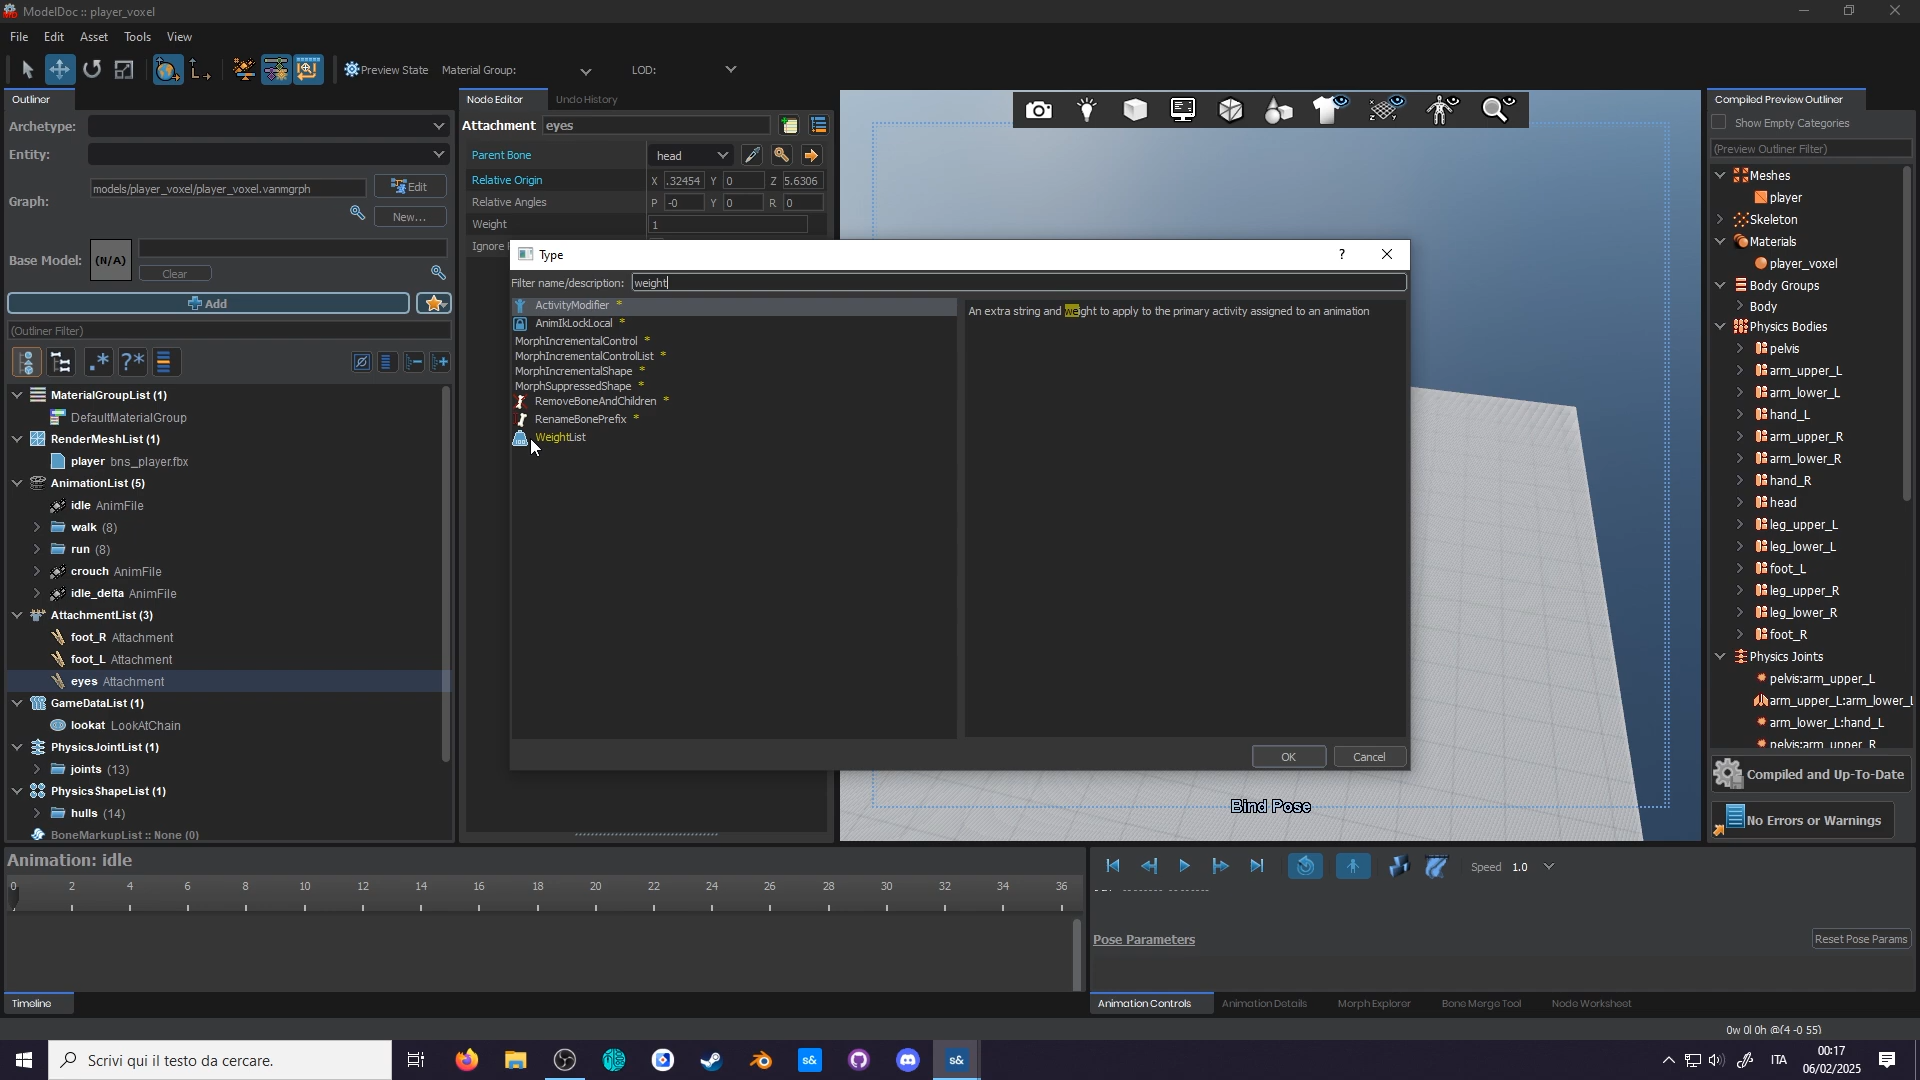 ModelDoc :: player_voxel
File Edit Asset Tools View
Preview State Material Group: LOD:
Outliner
Archetype:
Entity:
Graph: models/player_voxel/player_voxel.vanmgrph Edit
New...
Base Model: (N/A)
Clear
Add
(Outliner Filter)
MaterialGroupList (1)
DefaultMaterialGroup
RenderMeshList (1)
player bns_player.fbx
AnimationList (5)
idle AnimFile
walk (8)
run (8)
crouch AnimFile
idle_delta AnimFile
AttachmentList (3)
foot_R Attachment
foot_L Attachment
eyes Attachment
GameDataList (1)
lookat LookAtChain
PhysicsJointList (1)
joints (13)
PhysicsShapeList (1)
hulls (14)
BoneMarkupList :: None (0)
Node Editor Undo History
Attachment eyes
Parent Bone head
Relative Origin X .32454 Y 0 Z 5.6306
Relative Angles P -0 Y 0 R 0
Weight 1
Ignore
Type ?
Filter name/description: weight
ActivityModifier *
AnimIkLockLocal *
MorphIncrementalControl *
MorphIncrementalControlList *
MorphIncrementalShape *
MorphSuppressedShape *
RemoveBoneAndChildren *
RenameBonePrefix *
WeightList
An extra string and weight to apply to the primary activity assigned to an animation
OK Cancel
Bind Pose
Compiled Preview Outliner
Show Empty Categories
(Preview Outliner Filter)
Meshes
player
Skeleton
Materials
player_voxel
Body Groups
Body
Physics Bodies
pelvis
arm_upper_L
arm_lower_L
hand_L
arm_upper_R
arm_lower_R
hand_R
head
leg_upper_L
leg_lower_L
foot_L
leg_upper_R
leg_lower_R
foot_R
Physics Joints
pelvis:arm_upper_L
arm_upper_L:arm_lower_L
arm_lower_L:hand_L
pelvis:arm_upper_R
Compiled and Up-To-Date
No Errors or Warnings
Animation: idle
0 2 4 6 8 10 12 14 16 18 20 22 24 26 28 30 32 34 36
Timeline
Speed 1.0
Pose Parameters Reset Pose Params
Animation Controls Animation Details Morph Explorer Bone Merge Tool Node Worksheet
0w 0l 0h @(4 -0 55)
Scrivi qui il testo da cercare.
s& s&
ITA
00:17
06/02/2025